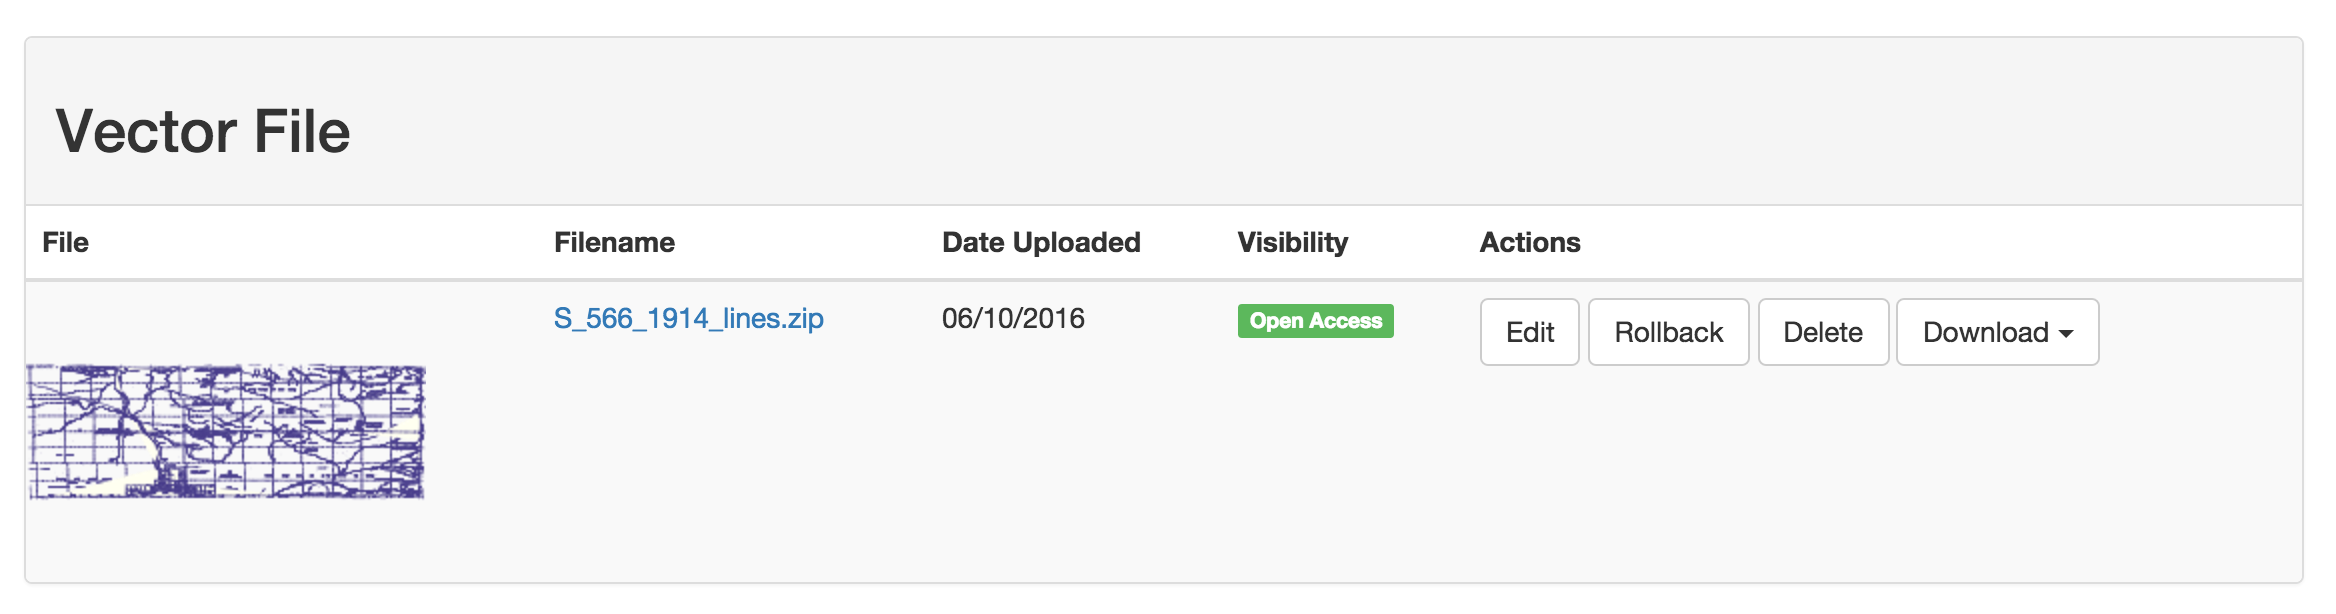 Vector File
File Filename Date Uploaded Visibility Actions
S_566_1914_lines.zip 06/10/2016 Open Access Edit Rollback Delete Download